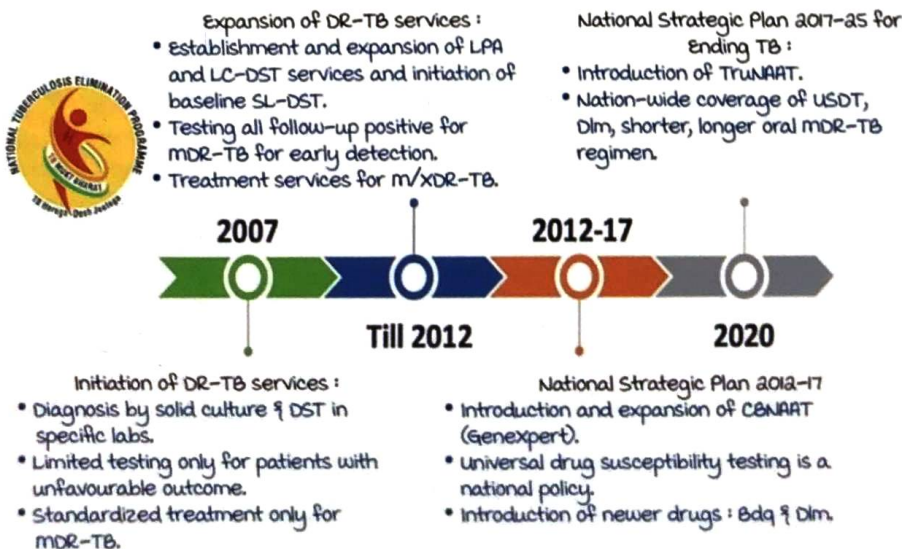 Expansion of DR-TB services :
• Establishment and expansion of LPA
and LC-DST services and initiation of
baseline SL-DST.
• Testing all follow-up positive for
MDR-TB for early detection.
• Treatment services for M/XDR-TB.
National Strategic Plan 2017-25 for
Ending TB :
• Introduction of TruNAAT.
• Nation-wide coverage of USDT,
Dlm, shorter, longer oral MDR-TB
regimen.
NATIONAL TUBERCULOSIS ELIMINATION PROGRAMME
TB MUKT BHARAT
TB Harega Desh Jeetega
2007
2012-17
Till 2012
2020
Initiation of DR-TB services :
• Diagnosis by solid culture & DST in
specific labs.
• Limited testing only for patients with
unfavourable outcome.
• Standardized treatment only for
MDR-TB.
National Strategic Plan 2012-17
• Introduction and expansion of CBNAAT
(Genexpert).
• Universal drug susceptibility testing is a
national policy.
• Introduction of newer drugs : Bdq & Dlm.